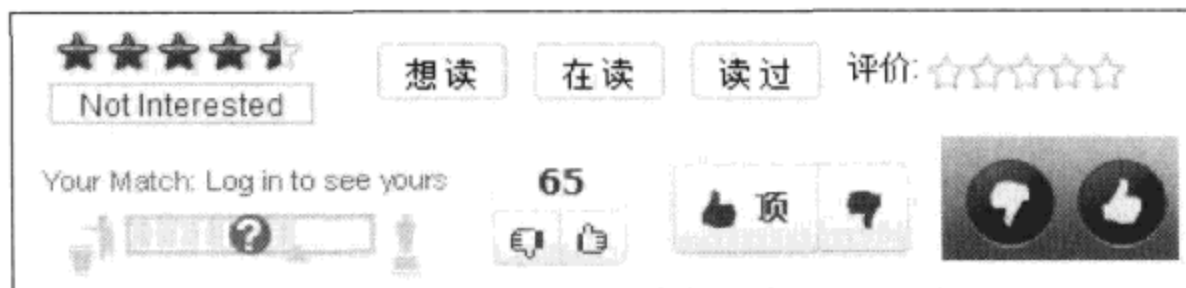 想读 在读 读过 评价:
Not Interested
Your Match: Log in to see yours
65
顶
?